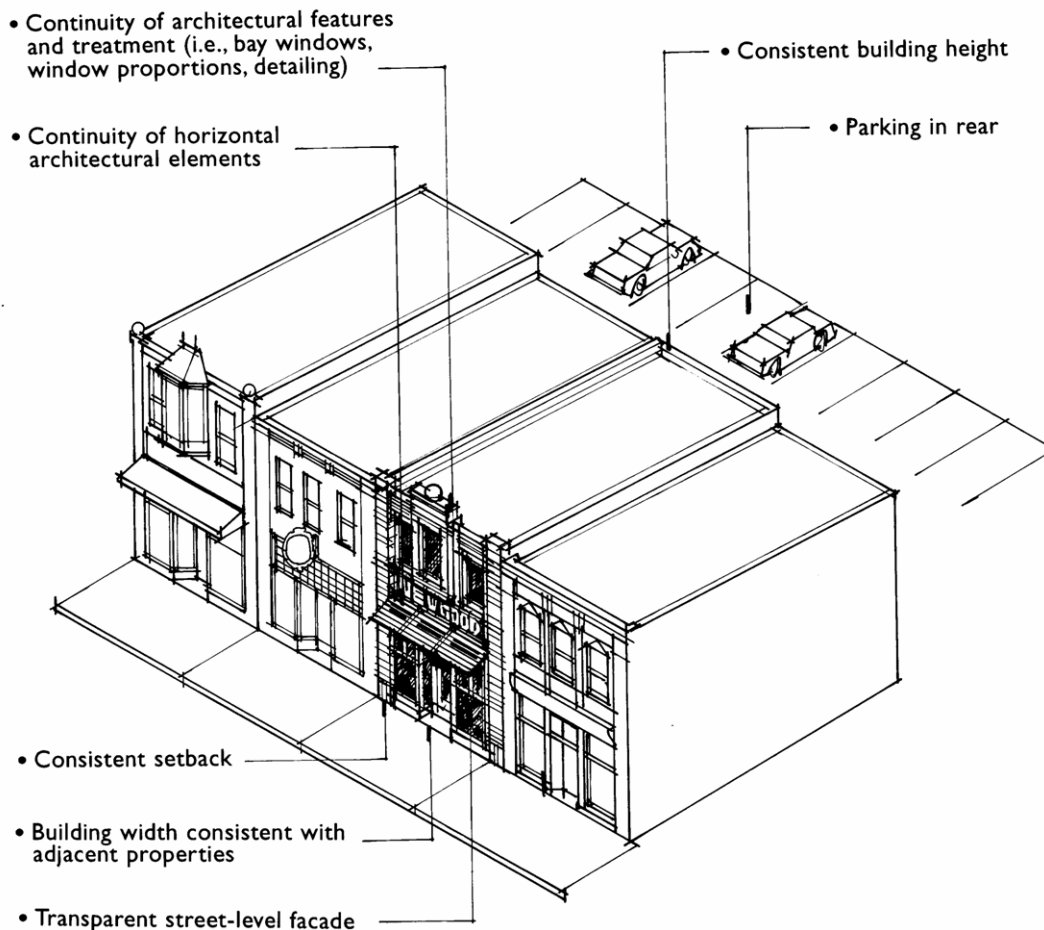 • Continuity of architectural features
and treatment (i.e., bay windows,
window proportions, detailing)
• Consistent building height
• Continuity of horizontal
architectural elements
• Parking in rear
• Consistent setback
• Building width consistent with
adjacent properties
• Transparent street-level facade